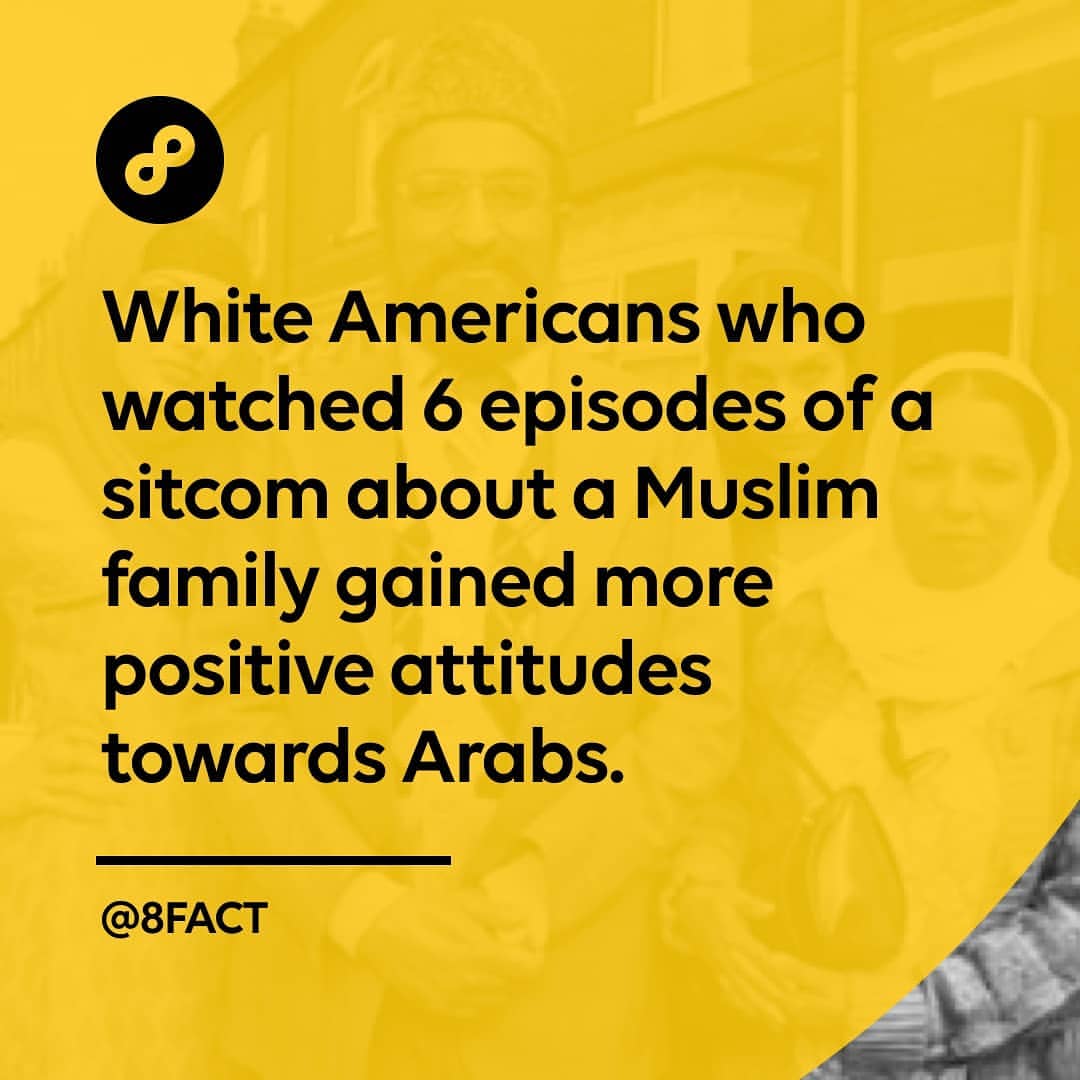 White Americans who
watched 6 episodes of a
sitcom about a Muslim
family gained more
positive attitudes
towards Arabs.
@8FACT